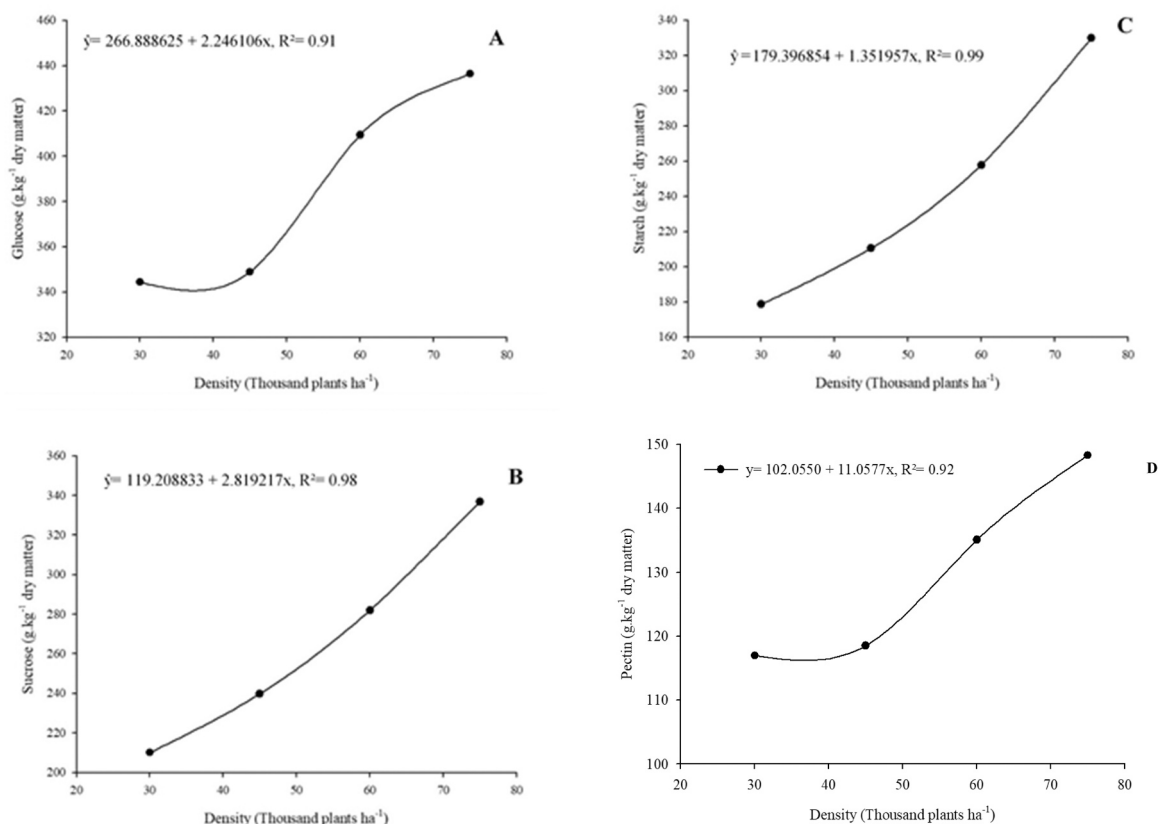 A
ŷ= 266.888625 + 2.246106x, R²= 0.91
Glucose (g.kg⁻¹ dry matter)
460
440
420
400
380
360
340
320
20 30 40 50 60 70 80
Density (Thousand plants ha⁻¹)
C
ŷ= 179.396854 + 1.351957x, R²= 0.99
Starch (g.kg⁻¹ dry matter)
340
320
300
280
260
240
220
200
180
160
20 30 40 50 60 70 80
Density (Thousand plants ha⁻¹)
B
ŷ= 119.208833 + 2.819217x, R²= 0.98
Sucrose (g.kg⁻¹ dry matter)
360
340
320
300
280
260
240
220
200
20 30 40 50 60 70 80
Density (Thousand plants ha⁻¹)
D
y= 102.0550 + 11.0577x, R²= 0.92
Pectin (g.kg⁻¹ dry matter)
150
140
130
120
110
100
20 30 40 50 60 70 80
Density (Thousand plants ha⁻¹)